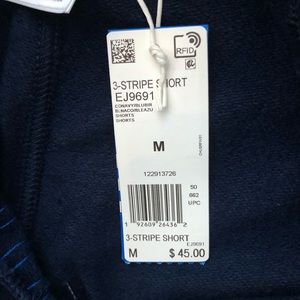 RFID
3-STRIPE SHORT
EJ9691
CONAVY/BLUBIR
SHORTS
SHORTS
M
122913726
50
662
UPC
1 92609 26436 2
3-STRIPE SHORT
EJ9691
M $ 45.00